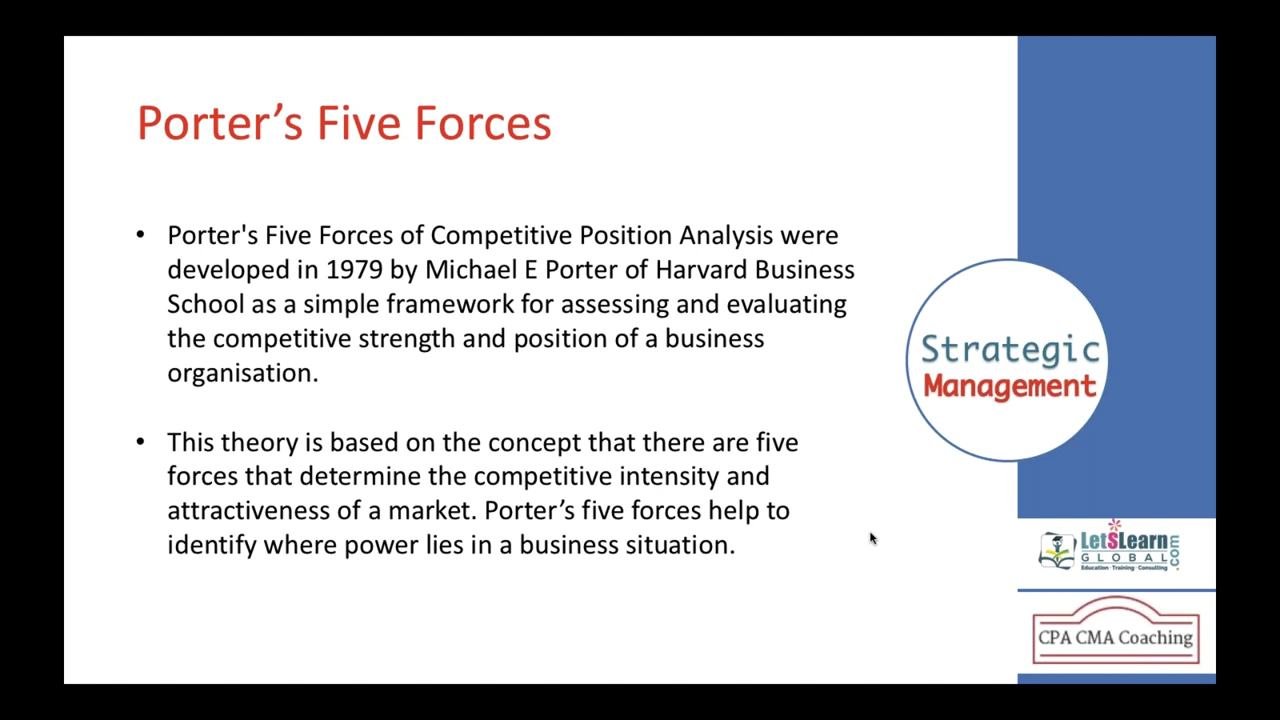 Porter’s Five Forces
• Porter's Five Forces of Competitive Position Analysis were
developed in 1979 by Michael E Porter of Harvard Business
School as a simple framework for assessing and evaluating
the competitive strength and position of a business
organisation.
• This theory is based on the concept that there are five
forces that determine the competitive intensity and
attractiveness of a market. Porter’s five forces help to
identify where power lies in a business situation.
Strategic
Management
LetSLearn
GLOBAL
.com
Education · Training · Consulting
CPA CMA Coaching